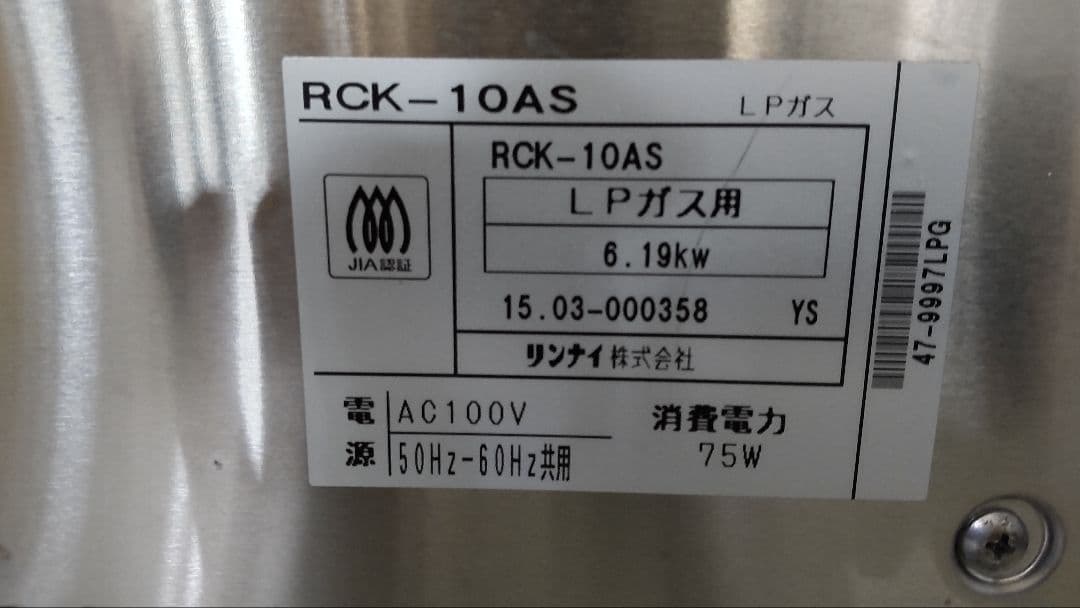 RCK-10AS
LPガス
RCK-10AS
LPガス用
6.19kw
JIA認証
15.03-000358 YS
リンナイ株式会社
電源
AC100V
50Hz-60Hz共用
消費電力
75W
47-9997LPG